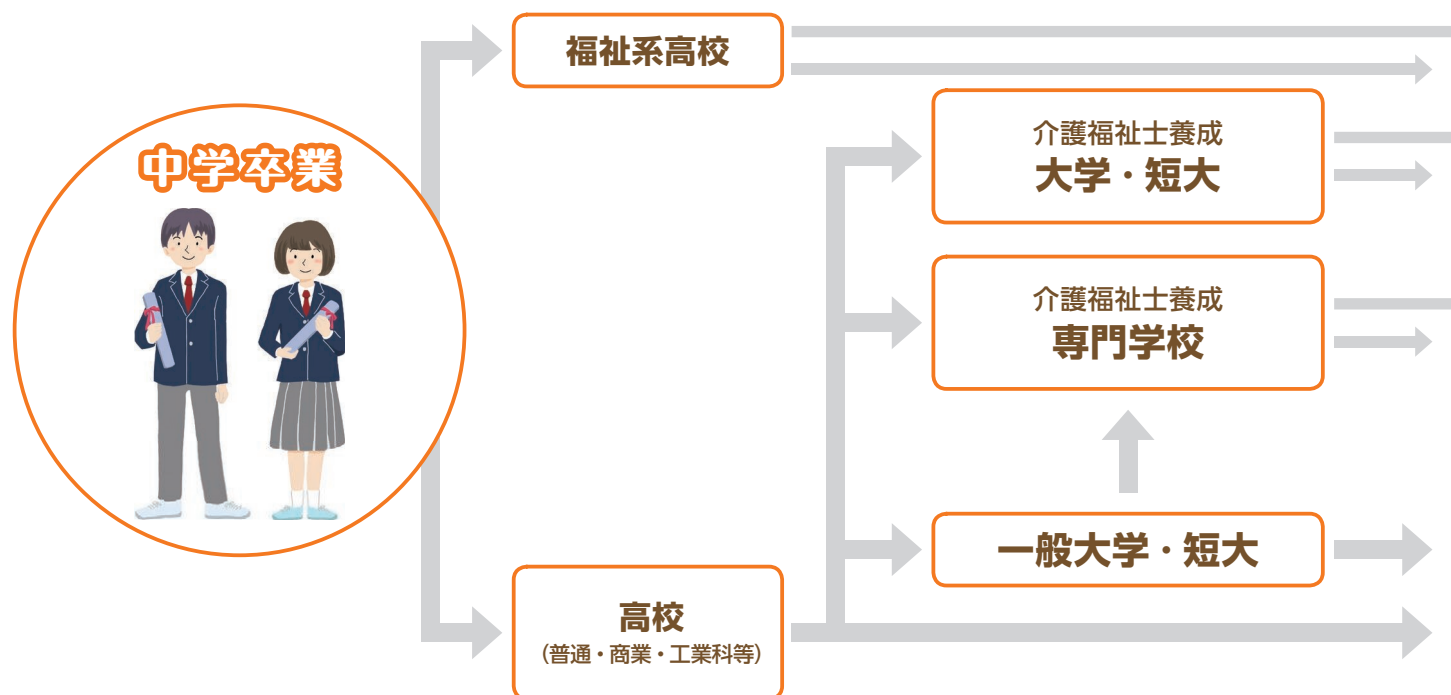 中学卒業
福祉系高校
介護福祉士養成
大学・短大
介護福祉士養成
専門学校
一般大学・短大
高校
(普通・商業・工業科等)